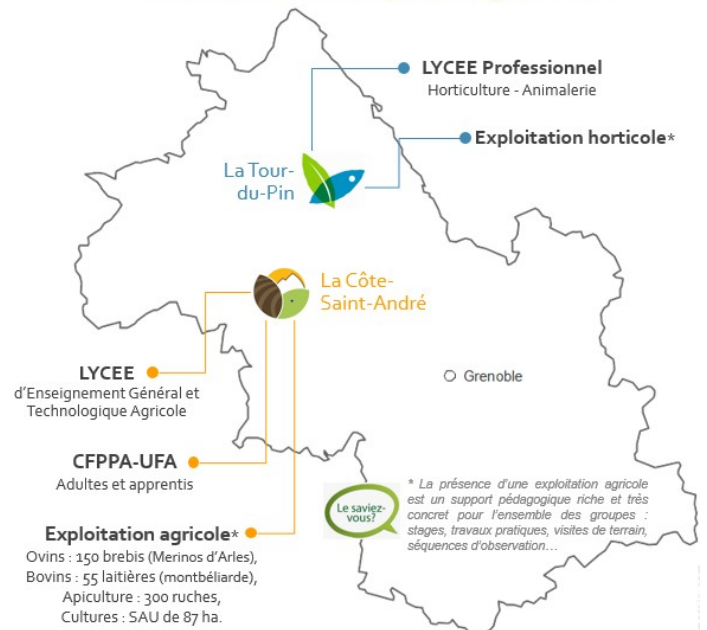 LYCEE Professionnel
Horticulture - Animalerie
Exploitation horticole*
La Tour-
du-Pin
La Côte-
Saint-André
LYCEE
d'Enseignement Général et
Technologique Agricole
Grenoble
CFPPA-UFA
Adultes et apprentis
Le saviez-
vous?
* La présence d'une exploitation agricole
est un support pédagogique riche et très
concret pour l'ensemble des groupes :
stages, travaux pratiques, visites de terrain,
séquences d'observation…
Exploitation agricole*
Ovins : 150 brebis (Merinos d'Arles),
Bovins : 55 laitières (montbéliarde),
Apiculture : 300 ruches,
Cultures : SAU de 87 ha.